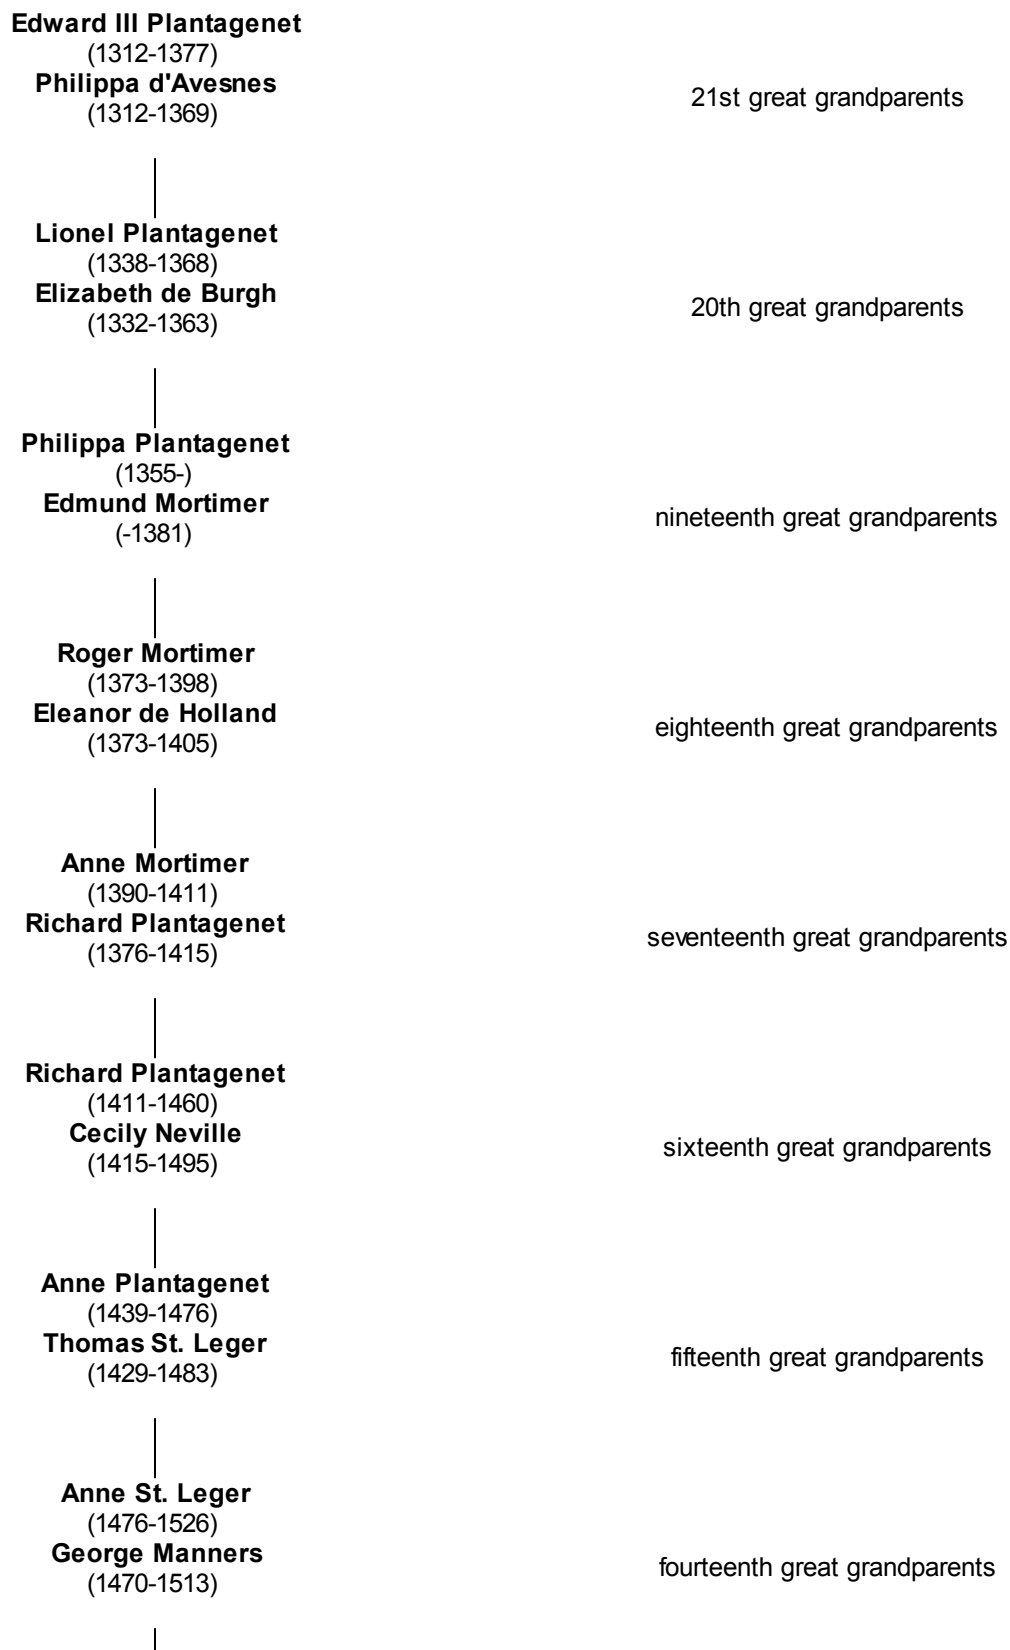 Edward III Plantagenet
(1312-1377)
Philippa d'Avesnes
(1312-1369)
21st great grandparents
Lionel Plantagenet
(1338-1368)
Elizabeth de Burgh
(1332-1363)
20th great grandparents
Philippa Plantagenet
(1355-)
Edmund Mortimer
(-1381)
nineteenth great grandparents
Roger Mortimer
(1373-1398)
Eleanor de Holland
(1373-1405)
eighteenth great grandparents
Anne Mortimer
(1390-1411)
Richard Plantagenet
(1376-1415)
seventeenth great grandparents
Richard Plantagenet
(1411-1460)
Cecily Neville
(1415-1495)
sixteenth great grandparents
Anne Plantagenet
(1439-1476)
Thomas St. Leger
(1429-1483)
fifteenth great grandparents
Anne St. Leger
(1476-1526)
George Manners
(1470-1513)
fourteenth great grandparents